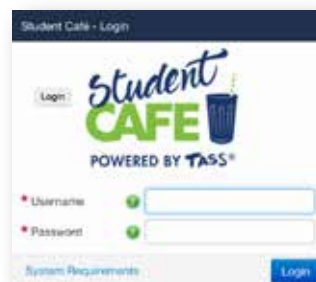 Student Café - Login
Login
Student
CAFE
POWERED BY TASS®
* Username
* Password
System Requirements
Login